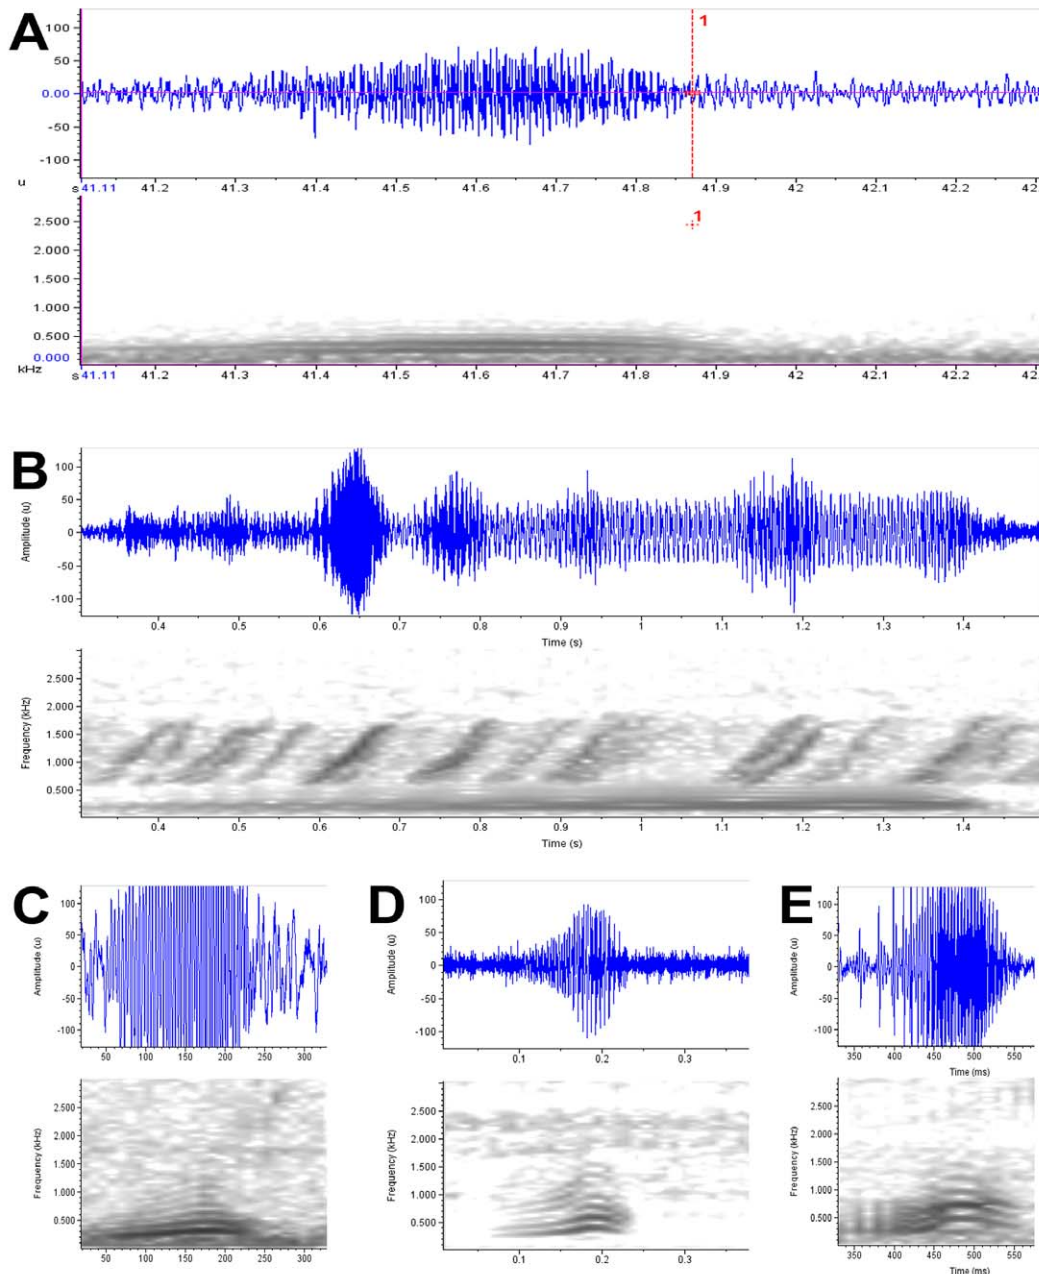 A
1
100
50
0.00
-50
-100
u
s 41.11 41.2 41.3 41.4 41.5 41.6 41.7 41.8 41.9 42 42.1 42.2 42.
1
2.500
2.000
1.500
1.000
0.500
0.000
kHz
s 41.11 41.2 41.3 41.4 41.5 41.6 41.7 41.8 41.9 42 42.1 42.2 42.
B
Amplitude (u)
100
50
0
-50
-100
0.4 0.5 0.6 0.7 0.8 0.9 1 1.1 1.2 1.3 1.4
Time (s)
Frequency (kHz)
2.500
2.000
1.500
1.000
0.500
0.4 0.5 0.6 0.7 0.8 0.9 1 1.1 1.2 1.3 1.4
Time (s)
C
Amplitude (u)
100
50
0
-50
-100
50 100 150 200 250 300
Frequency (kHz)
2.500
2.000
1.500
1.000
0.500
50 100 150 200 250 300
D
Amplitude (u)
100
50
0
-50
-100
0.1 0.2 0.3
Frequency (kHz)
2.500
2.000
1.500
1.000
0.500
0.1 0.2 0.3
E
Amplitude (u)
100
50
0
-50
-100
350 400 450 500 550
Time (ms)
Frequency (kHz)
2.500
2.000
1.500
1.000
0.500
350 400 450 500 550
Time (ms)